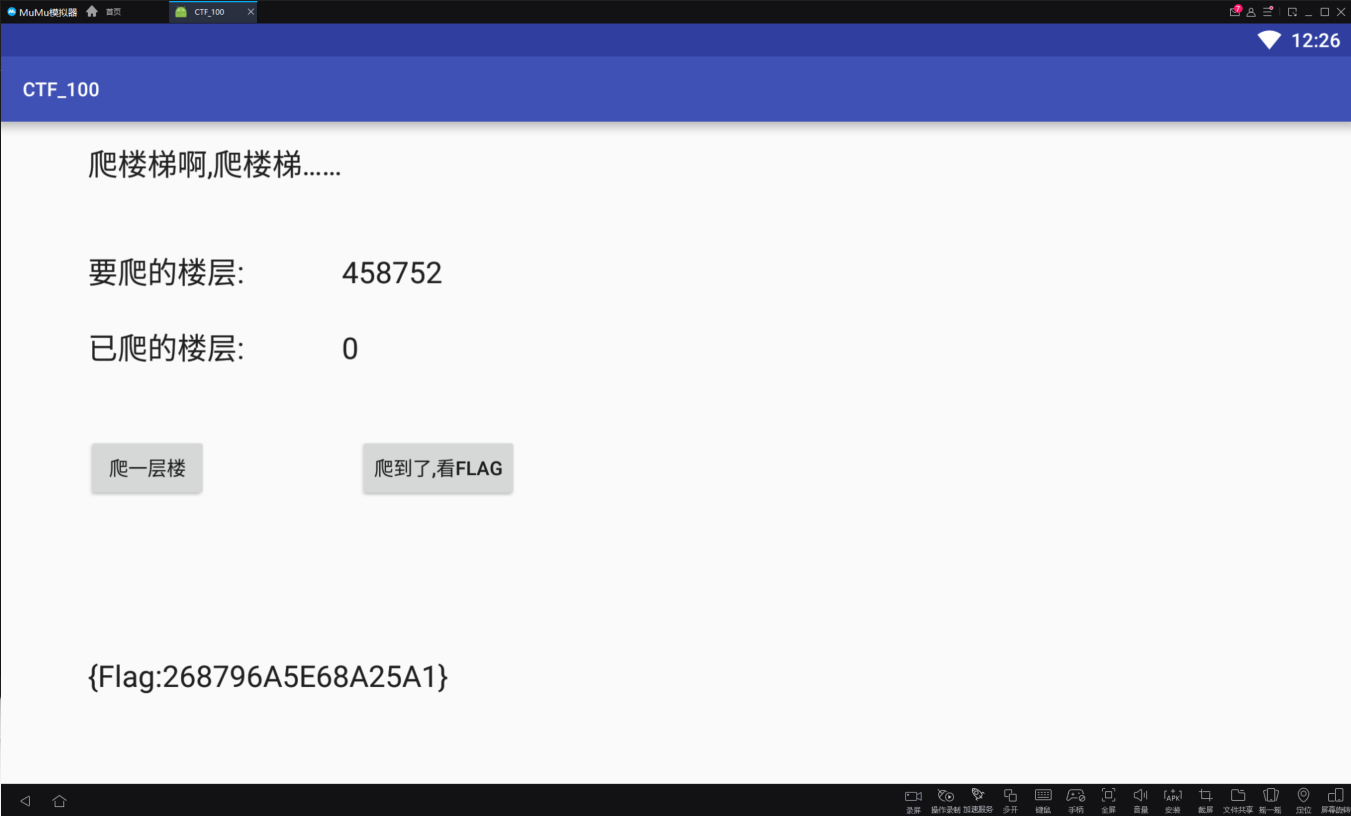 MuMu模拟器 首页 CTF_100
7
12:26
CTF_100
爬楼梯啊,爬楼梯……
要爬的楼层: 458752
已爬的楼层: 0
爬一层楼 爬到了,看FLAG
{Flag:268796A5E68A25A1}
录屏 操作录制 加速服务 多开 键鼠 手柄 全屏 音量 安装 截屏 文件共享 摇一摇 定位 屏幕旋转